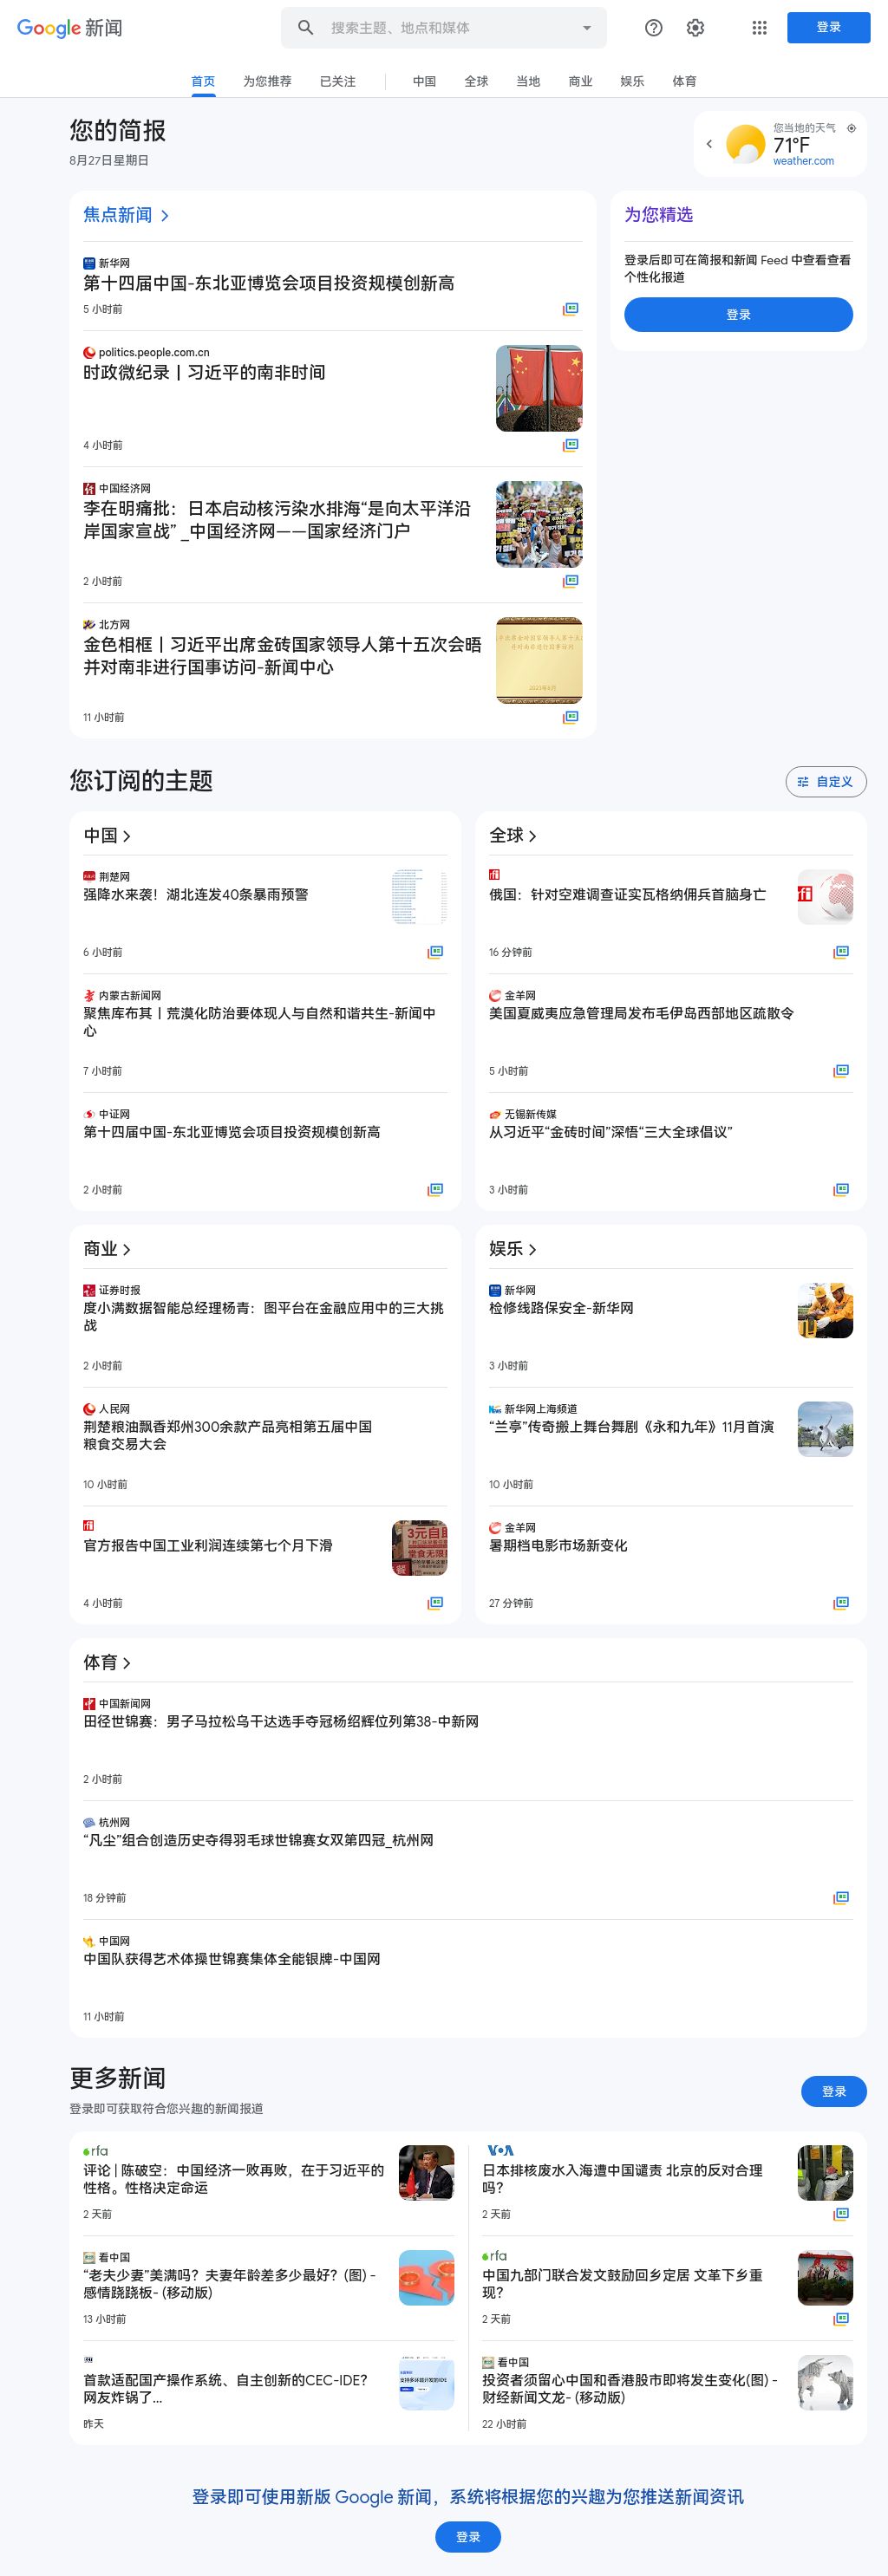 Google 新闻
搜索主题、地点和媒体
登录
首页
为您推荐
已关注
中国
全球
当地
商业
娱乐
体育
您的简报
8月27日星期日
您当地的天气
71°F
weather.com
焦点新闻
新华网
第十四届中国-东北亚博览会项目投资规模创新高
5 小时前
politics.people.com.cn
时政微纪录丨习近平的南非时间
4 小时前
中国经济网
李在明痛批：日本启动核污染水排海“是向太平洋沿
岸国家宣战” _中国经济网——国家经济门户
2 小时前
北方网
金色相框丨习近平出席金砖国家领导人第十五次会晤
并对南非进行国事访问-新闻中心
11 小时前
为您精选
登录后即可在简报和新闻 Feed 中查看查看
个性化报道
登录
您订阅的主题
自定义
中国
荆楚网
强降水来袭！湖北连发40条暴雨预警
6 小时前
内蒙古新闻网
聚焦库布其丨荒漠化防治要体现人与自然和谐共生-新闻中
心
7 小时前
中证网
第十四届中国-东北亚博览会项目投资规模创新高
2 小时前
全球
rfi
俄国：针对空难调查证实瓦格纳佣兵首脑身亡
16 分钟前
金羊网
美国夏威夷应急管理局发布毛伊岛西部地区疏散令
5 小时前
无锡新传媒
从习近平“金砖时间”深悟“三大全球倡议”
3 小时前
商业
证券时报
度小满数据智能总经理杨青：图平台在金融应用中的三大挑
战
2 小时前
人民网
荆楚粮油飘香郑州300余款产品亮相第五届中国
粮食交易大会
10 小时前
rfi
官方报告中国工业利润连续第七个月下滑
4 小时前
娱乐
新华网
检修线路保安全-新华网
3 小时前
新华网上海频道
“兰亭”传奇搬上舞台舞剧《永和九年》11月首演
10 小时前
金羊网
暑期档电影市场新变化
27 分钟前
体育
中国新闻网
田径世锦赛：男子马拉松乌干达选手夺冠杨绍辉位列第38-中新网
2 小时前
杭州网
“凡尘”组合创造历史夺得羽毛球世锦赛女双第四冠_杭州网
18 分钟前
中国网
中国队获得艺术体操世锦赛集体全能银牌-中国网
11 小时前
更多新闻
登录即可获取符合您兴趣的新闻报道
登录
rfa
评论 | 陈破空：中国经济一败再败，在于习近平的
性格。性格决定命运
2 天前
看中国
“老夫少妻”美满吗？夫妻年龄差多少最好？(图) -
感情跷跷板- (移动版)
13 小时前
首款适配国产操作系统、自主创新的CEC-IDE？
网友炸锅了...
昨天
VOA
日本排核废水入海遭中国谴责 北京的反对合理
吗？
2 天前
rfa
中国九部门联合发文鼓励回乡定居 文革下乡重
现？
2 天前
看中国
投资者须留心中国和香港股市即将发生变化(图) -
财经新闻文龙- (移动版)
22 小时前
登录即可使用新版 Google 新闻，系统将根据您的兴趣为您推送新闻资讯
登录